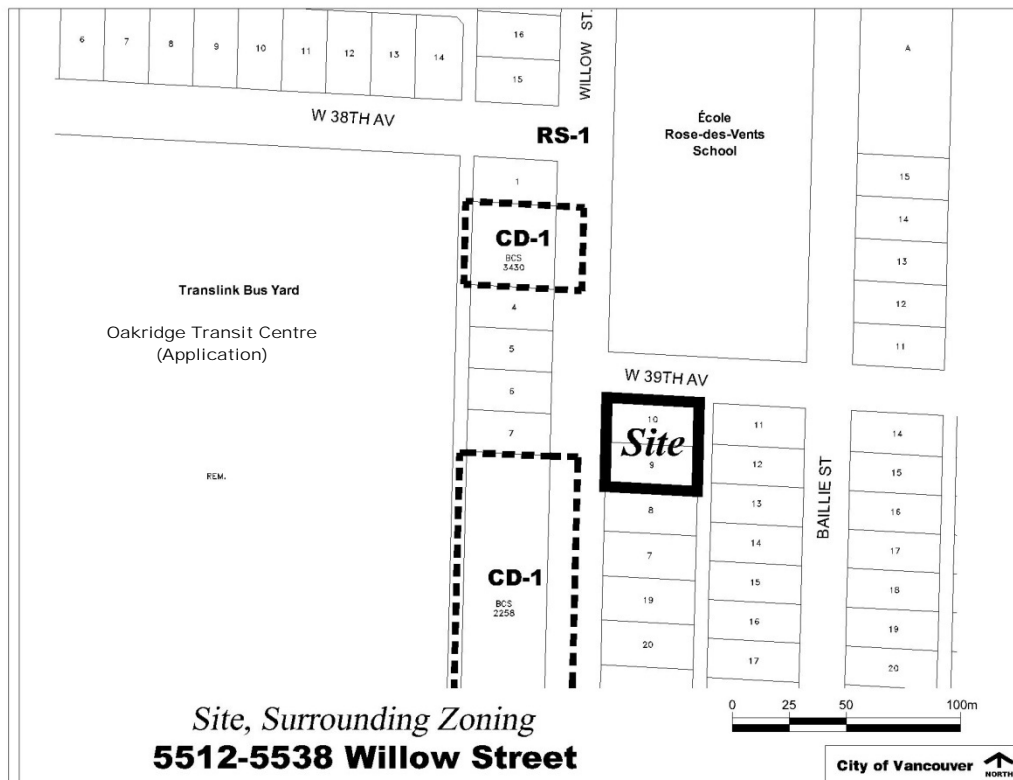 6 7 8 9 10 11 12 13 14
16
15
WILLOW ST.
W 38TH AV
RS-1
École
Rose-des-Vents
School
A
15
14
13
12
11
1
CD-1
BCS
3430
4
5
6
7
Translink Bus Yard
Oakridge Transit Centre
(Application)
REM.
W 39TH AV
10
Site
9
8
7
19
20
11
12
13
14
15
16
17
BAILLIE ST
14
15
16
17
18
19
20
CD-1
BCS
2258
Site, Surrounding Zoning
5512-5538 Willow Street
0 25 50 100m
City of Vancouver
NORTH